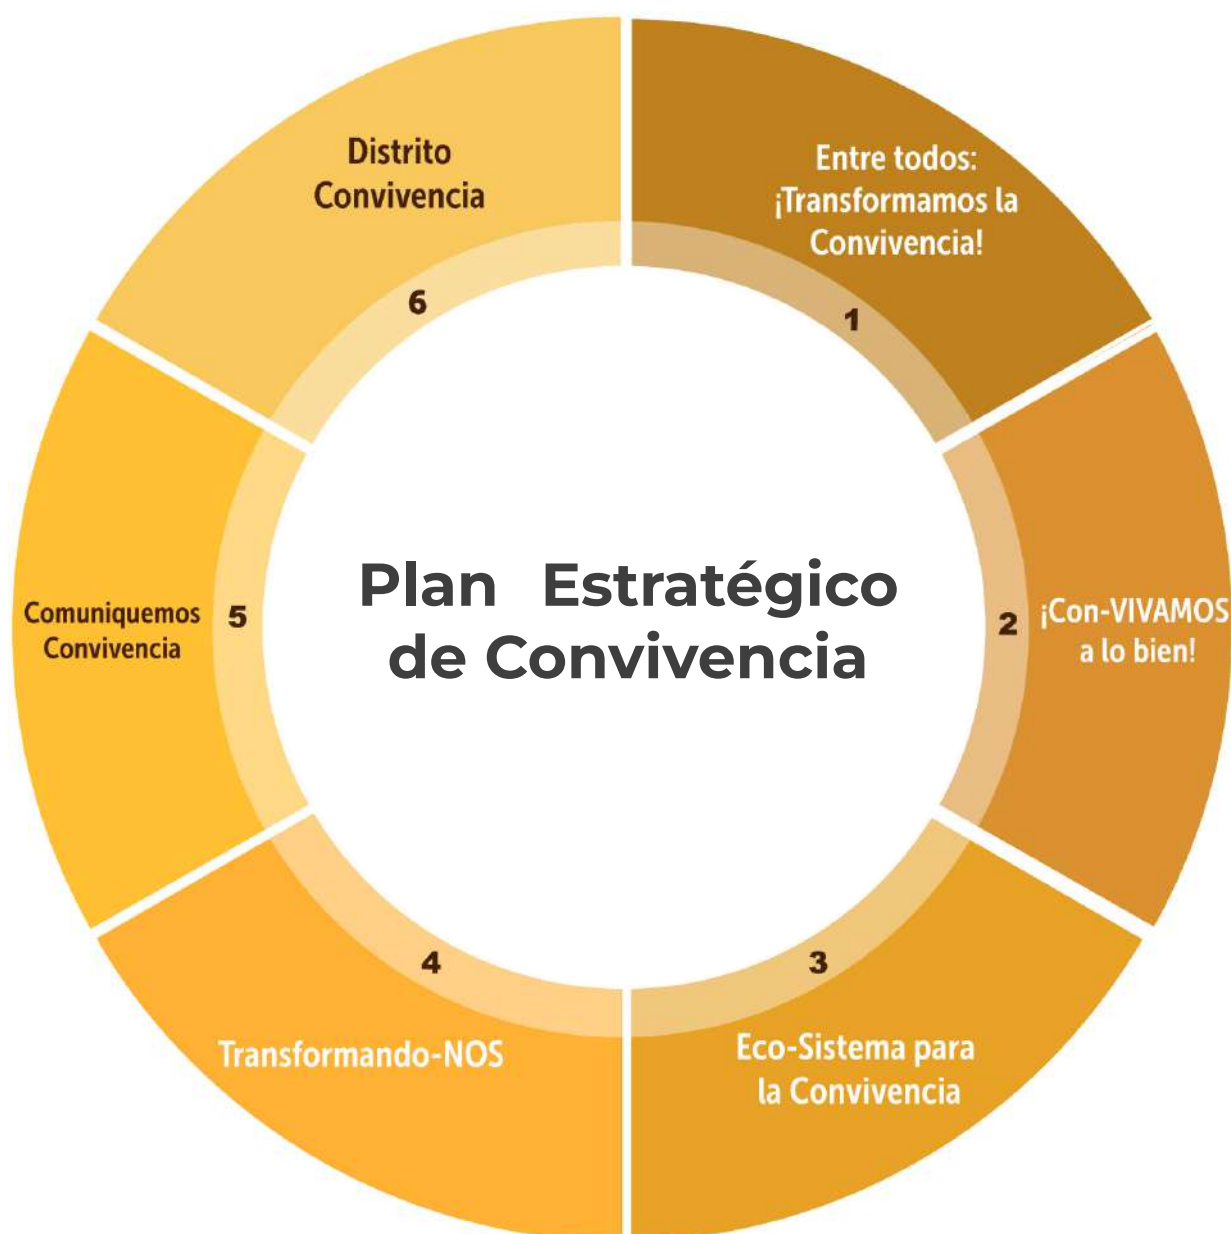 Plan Estratégico
de Convivencia
1
Entre todos:
¡Transformamos la
Convivencia!
2
¡Con-VIVAMOS
a lo bien!
3
Eco-Sistema para
la Convivencia
4
Transformando-NOS
5
Comuniquemos
Convivencia
6
Distrito
Convivencia